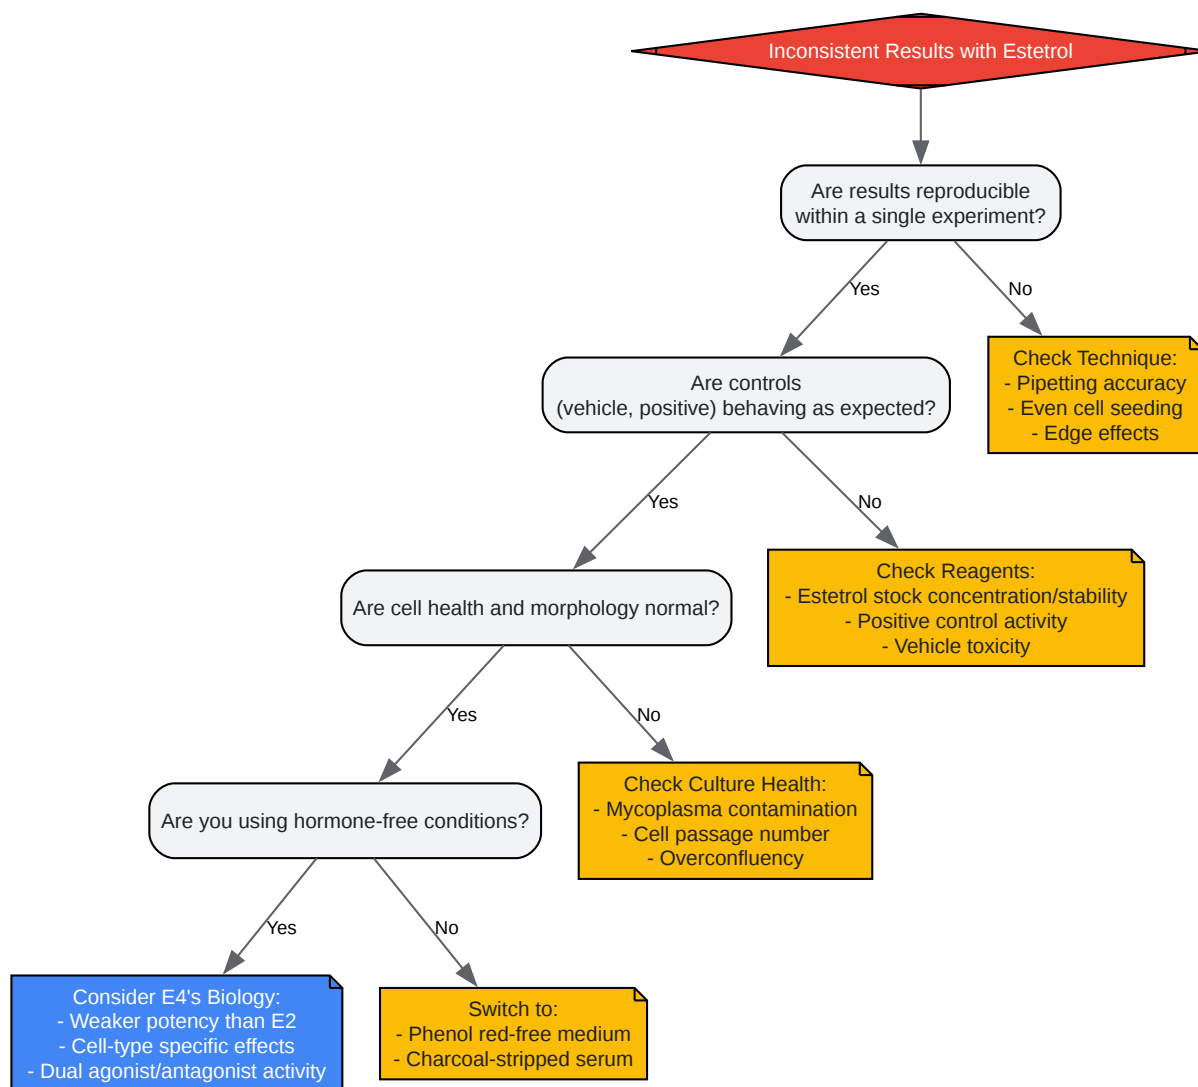 Inconsistent Results with Estetrol
Are results reproducible
within a single experiment?
Yes
No
Check Technique:
- Pipetting accuracy
- Even cell seeding
- Edge effects
Are controls
(vehicle, positive) behaving as expected?
Yes
No
Check Reagents:
- Estetrol stock concentration/stability
- Positive control activity
- Vehicle toxicity
Are cell health and morphology normal?
Yes
No
Check Culture Health:
- Mycoplasma contamination
- Cell passage number
- Overconfluency
Are you using hormone-free conditions?
Yes
No
Consider E4's Biology:
- Weaker potency than E2
- Cell-type specific effects
- Dual agonist/antagonist activity
Switch to:
- Phenol red-free medium
- Charcoal-stripped serum